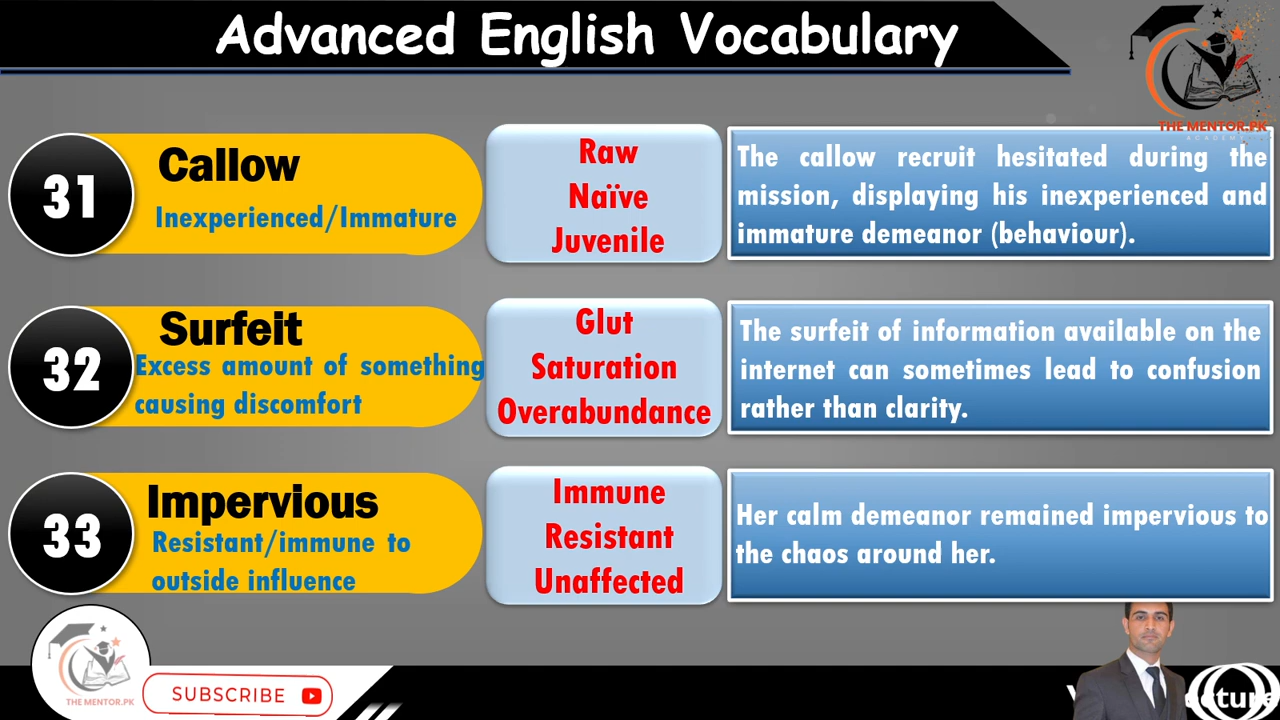 Advanced English Vocabulary
THE MENTOR.PK
31
Callow
Inexperienced/Immature
Raw
Naïve
Juvenile
The callow recruit hesitated during the
mission, displaying his inexperienced and
immature demeanor (behaviour).
32
Surfeit
Excess amount of something
causing discomfort
Glut
Saturation
Overabundance
The surfeit of information available on the
internet can sometimes lead to confusion
rather than clarity.
33
Impervious
Resistant/immune to
outside influence
Immune
Resistant
Unaffected
Her calm demeanor remained impervious to
the chaos around her.
THE MENTOR.PK
SUBSCRIBE